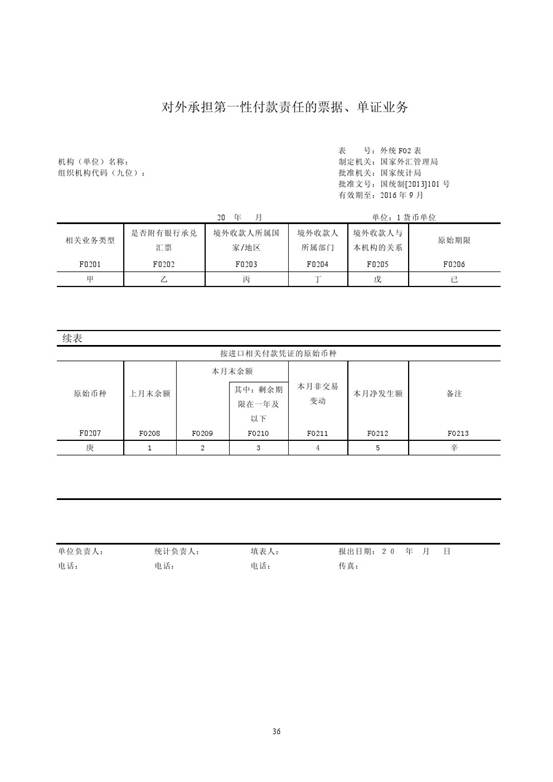 对外承担第一性付款责任的票据、单证业务
表 号：外统 F02 表
机构（单位）名称： 制定机关：国家外汇管理局
组织机构代码（九位）： 批准机关：国家统计局
批准文号：国统制[2013]101 号
有效期至：2016 年 9 月
20 年 月 单位：1 货币单位
相关业务类型 是否附有银行承兑汇票 境外收款人所属国家/地区 境外收款人所属部门 境外收款人与本机构的关系 原始期限
F0201 F0202 F0203 F0204 F0205 F0206
甲 乙 丙 丁 戊 己
续表
按进口相关付款凭证的原始币种
原始币种 上月末余额 本月末余额 其中：剩余期限在一年及以下 本月非交易变动 本月净发生额 备注
F0207 F0208 F0209 F0210 F0211 F0212 F0213
庚 1 2 3 4 5 辛
单位负责人： 统计负责人： 填表人： 报出日期：２０ 年 月 日
电话： 电话： 电话： 传真：
36